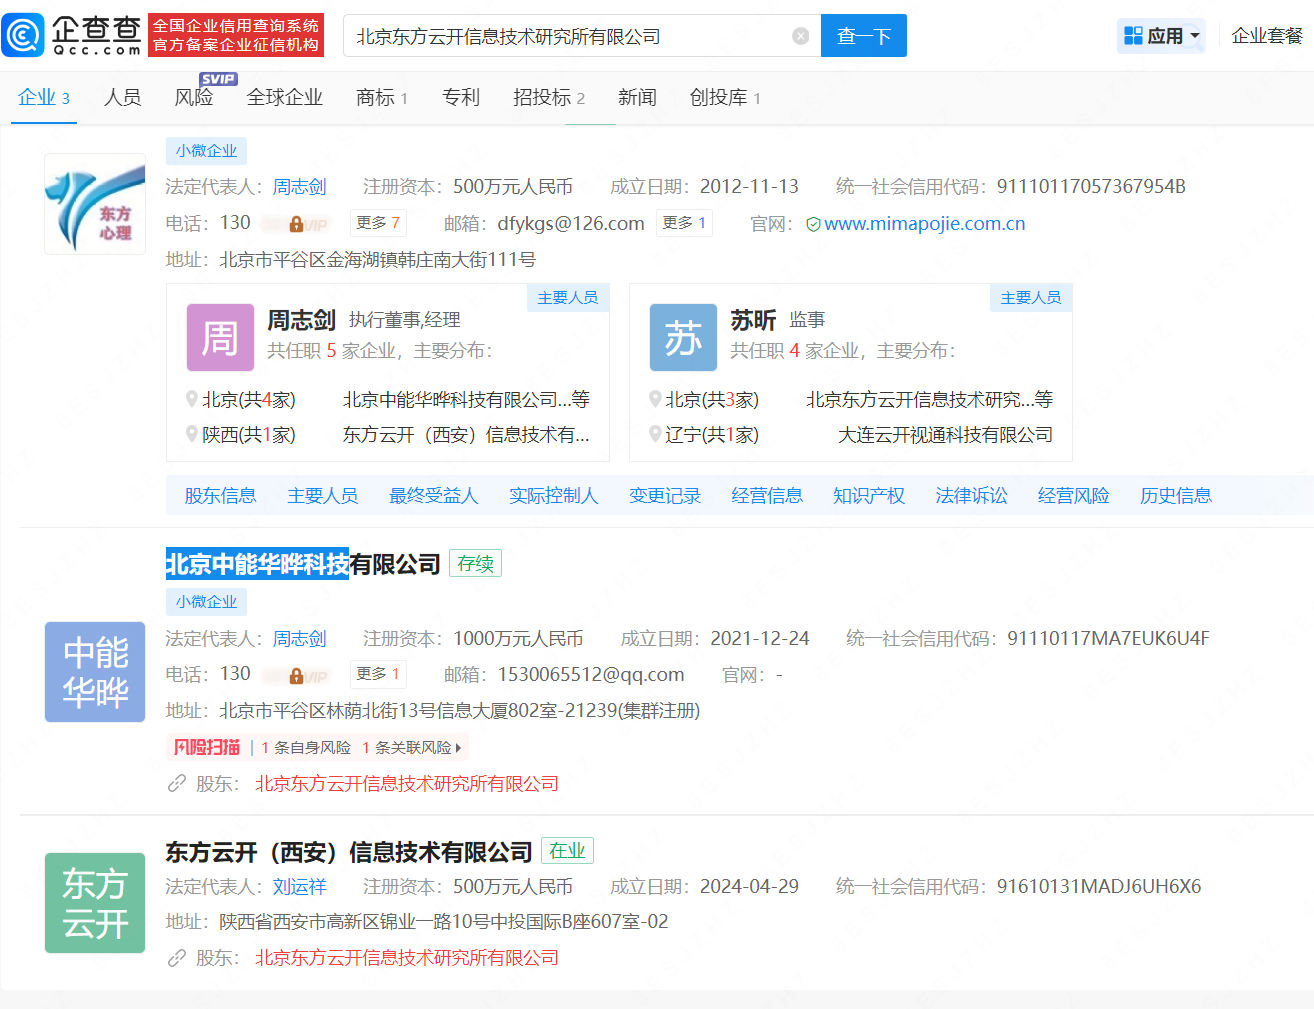 企查查
Qcc.com
全国企业信用查询系统
官方备案企业征信机构
北京东方云开信息技术研究所有限公司
查一下
应用
企业套餐
企业 3
人员
风险
SVIP
全球企业
商标 1
专利
招投标 2
新闻
创投库 1
小微企业
东方
心理
法定代表人：周志剑 注册资本：500万元人民币 成立日期：2012-11-13 统一社会信用代码：91110117057367954B
电话：130 VIP 更多 7 邮箱：dfykgs@126.com 更多 1 官网：www.mimapojie.com.cn
地址：北京市平谷区金海湖镇韩庄南大街111号
主要人员
周
周志剑 执行董事,经理
共任职 5 家企业，主要分布：
北京(共4家) 北京中能华晔科技有限公司...等
陕西(共1家) 东方云开（西安）信息技术有...
主要人员
苏
苏昕 监事
共任职 4 家企业，主要分布：
北京(共3家) 北京东方云开信息技术研究...等
辽宁(共1家) 大连云开视通科技有限公司
股东信息 主要人员 最终受益人 实际控制人 变更记录 经营信息 知识产权 法律诉讼 经营风险 历史信息
北京中能华晔科技有限公司 存续
小微企业
中能
华晔
法定代表人：周志剑 注册资本：1000万元人民币 成立日期：2021-12-24 统一社会信用代码：91110117MA7EUK6U4F
电话：130 VIP 更多 1 邮箱：1530065512@qq.com 官网：-
地址：北京市平谷区林荫北街13号信息大厦802室-21239(集群注册)
风险扫描 | 1 条自身风险 1 条关联风险
股东：北京东方云开信息技术研究所有限公司
东方云开（西安）信息技术有限公司 在业
东方
云开
法定代表人：刘运祥 注册资本：500万元人民币 成立日期：2024-04-29 统一社会信用代码：91610131MADJ6UH6X6
地址：陕西省西安市高新区锦业一路10号中投国际B座607室-02
股东：北京东方云开信息技术研究所有限公司